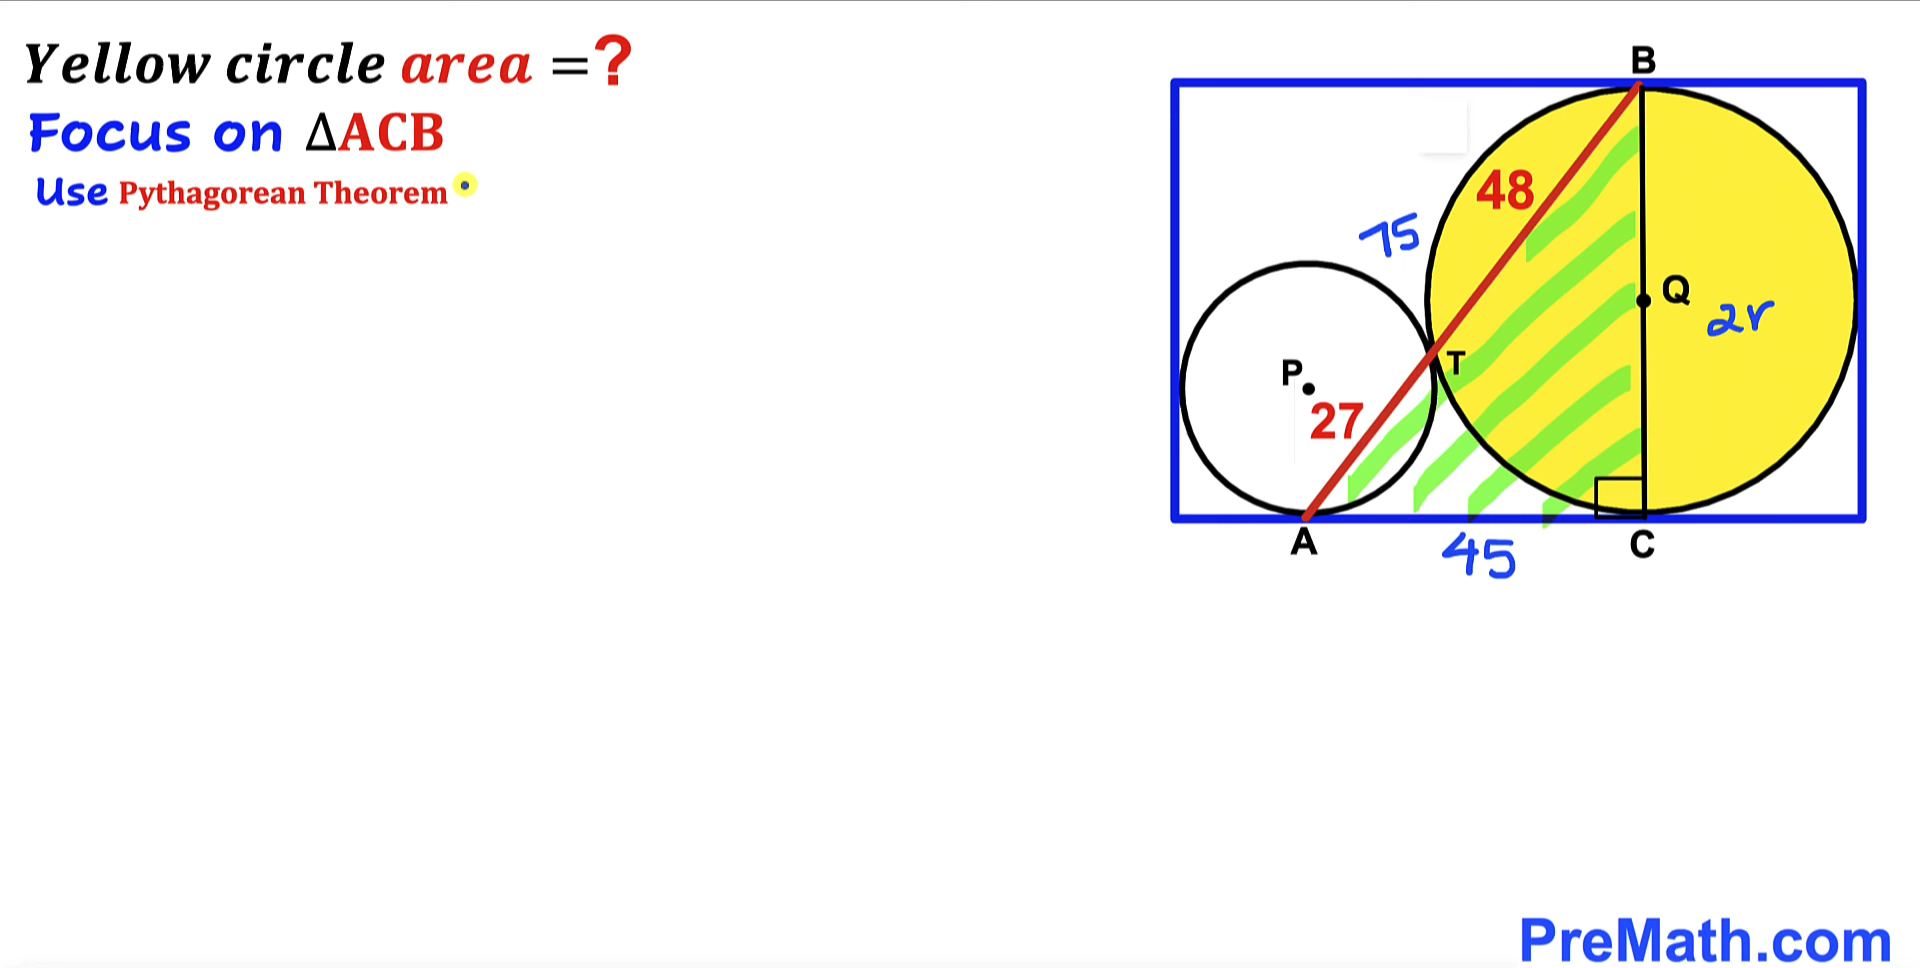 Yellow circle area =?
Focus on ΔACB
Use Pythagorean Theorem
B
48
75
Q
2r
P
T
27
A
45
C
PreMath.com